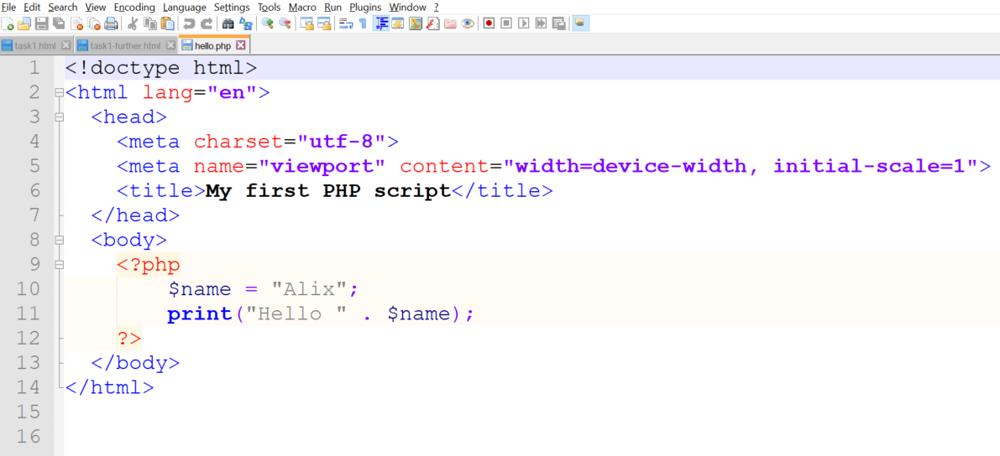 File Edit Search View Encoding Language Settings Tools Macro Run Plugins Window ?
task1.html task1-further.html hello.php
1 <!doctype html>
2 <html lang="en">
3 <head>
4 <meta charset="utf-8">
5 <meta name="viewport" content="width=device-width, initial-scale=1">
6 <title>My first PHP script</title>
7 </head>
8 <body>
9 <?php
10 $name = "Alix";
11 print("Hello " . $name);
12 ?>
13 </body>
14 </html>
15
16